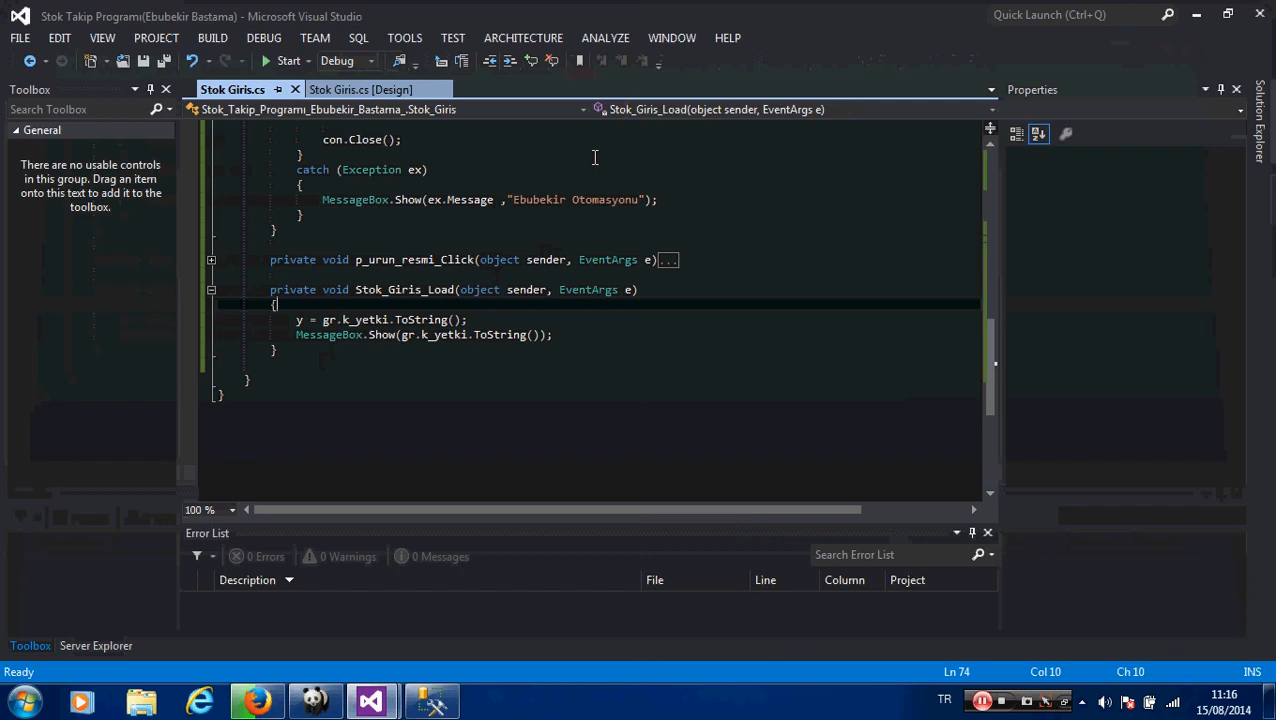 Stok Takip Programı(Ebubekir Bastama) - Microsoft Visual Studio
Quick Launch (Ctrl+Q)
FILE EDIT VIEW PROJECT BUILD DEBUG TEAM SQL TOOLS TEST ARCHITECTURE ANALYZE WINDOW HELP
Start Debug
Toolbox
Stok Giris.cs
Stok Giris.cs [Design]
Properties
Solution Explorer
Search Toolbox
Stok_Takip_Programı_Ebubekir_Bastama_.Stok_Giris
Stok_Giris_Load(object sender, EventArgs e)
General
There are no usable controls
in this group. Drag an item
onto this text to add it to the
toolbox.
con.Close();
}
catch (Exception ex)
{
MessageBox.Show(ex.Message ,"Ebubekir Otomasyonu");
}
}
private void p_urun_resmi_Click(object sender, EventArgs e)...
private void Stok_Giris_Load(object sender, EventArgs e)
{
y = gr.k_yetki.ToString();
MessageBox.Show(gr.k_yetki.ToString());
}
}
}
100 %
Error List
0 Errors 0 Warnings 0 Messages
Search Error List
Description File Line Column Project
Toolbox Server Explorer
Ready Ln 74 Col 10 Ch 10 INS
TR
11:16
15/08/2014